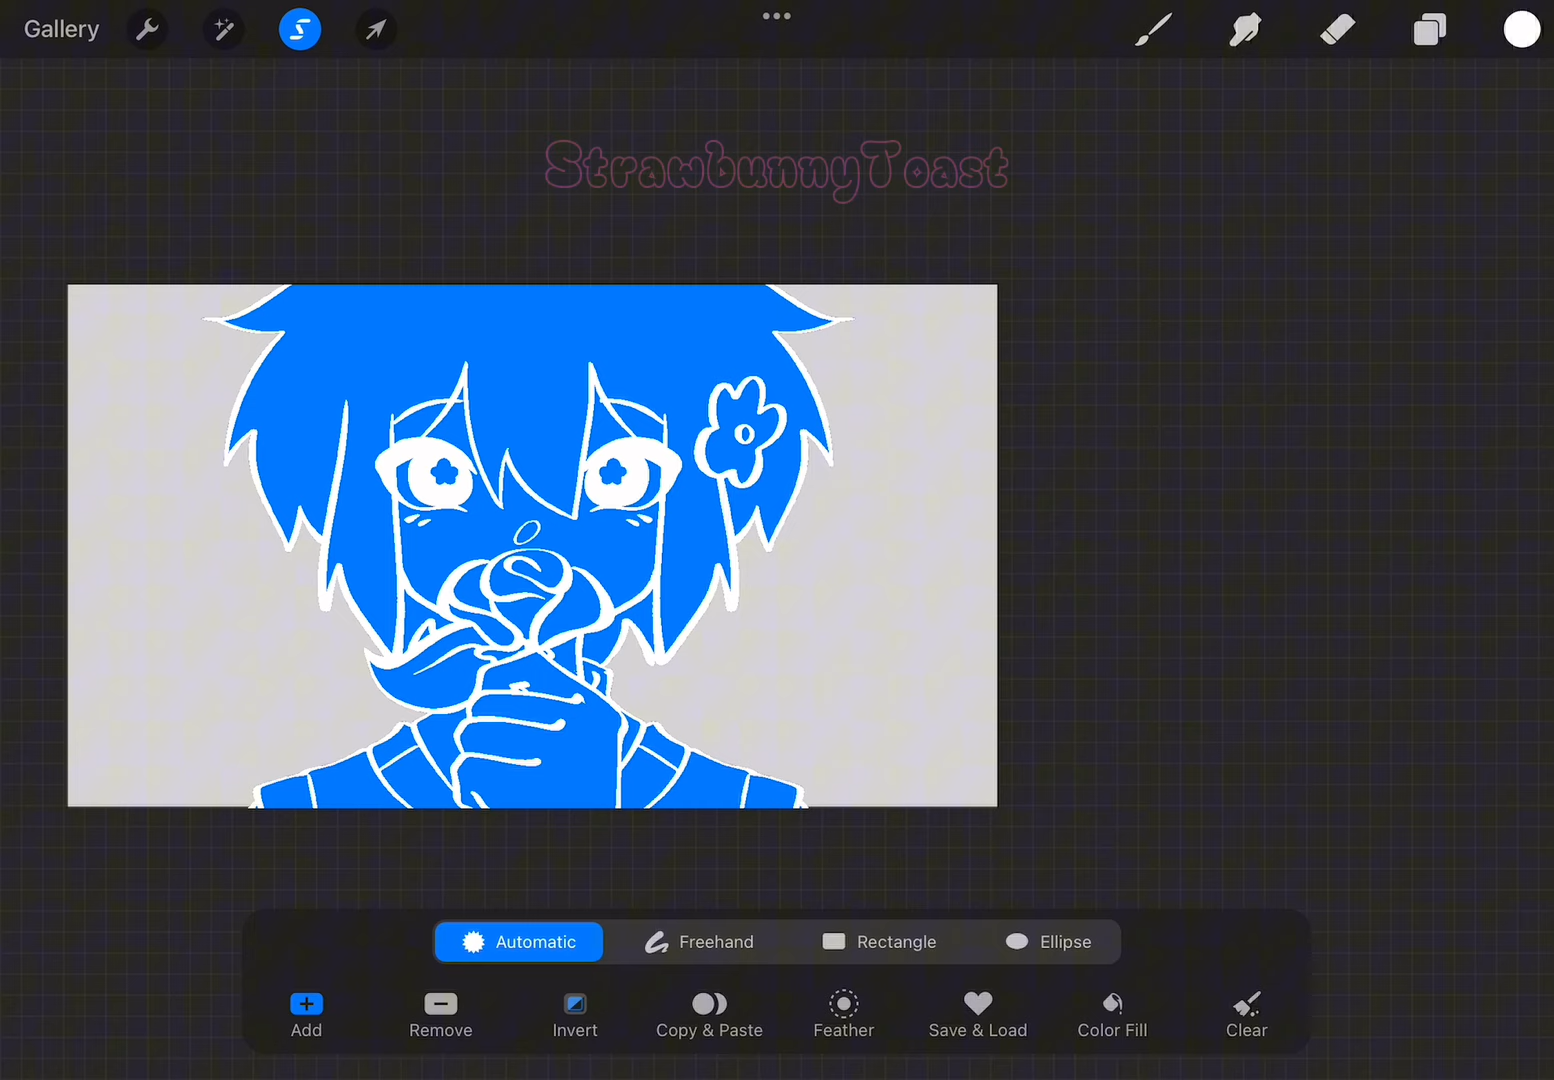 Gallery
StrawbunnyToast
Automatic Freehand Rectangle Ellipse
Add Remove Invert Copy & Paste Feather Save & Load Color Fill Clear